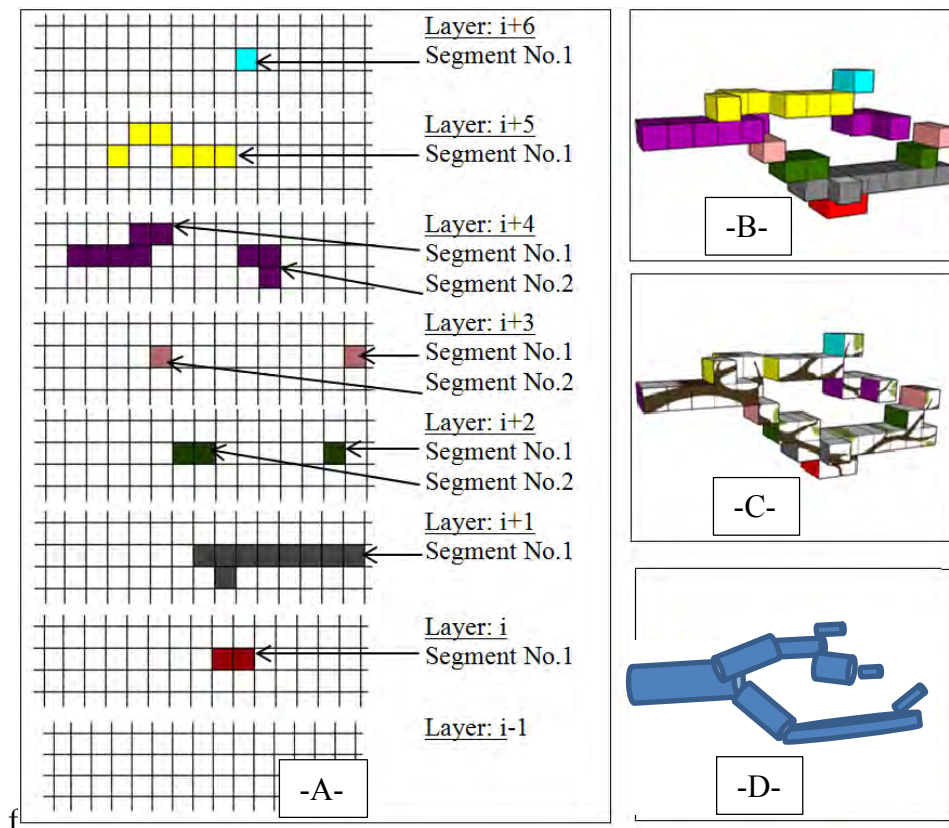 Layer: i+6
Segment No.1
Layer: i+5
Segment No.1
Layer: i+4
Segment No.1
Segment No.2
Layer: i+3
Segment No.1
Segment No.2
Layer: i+2
Segment No.1
Segment No.2
Layer: i+1
Segment No.1
Layer: i
Segment No.1
Layer: i-1
-A-
f
-B-
-C-
-D-